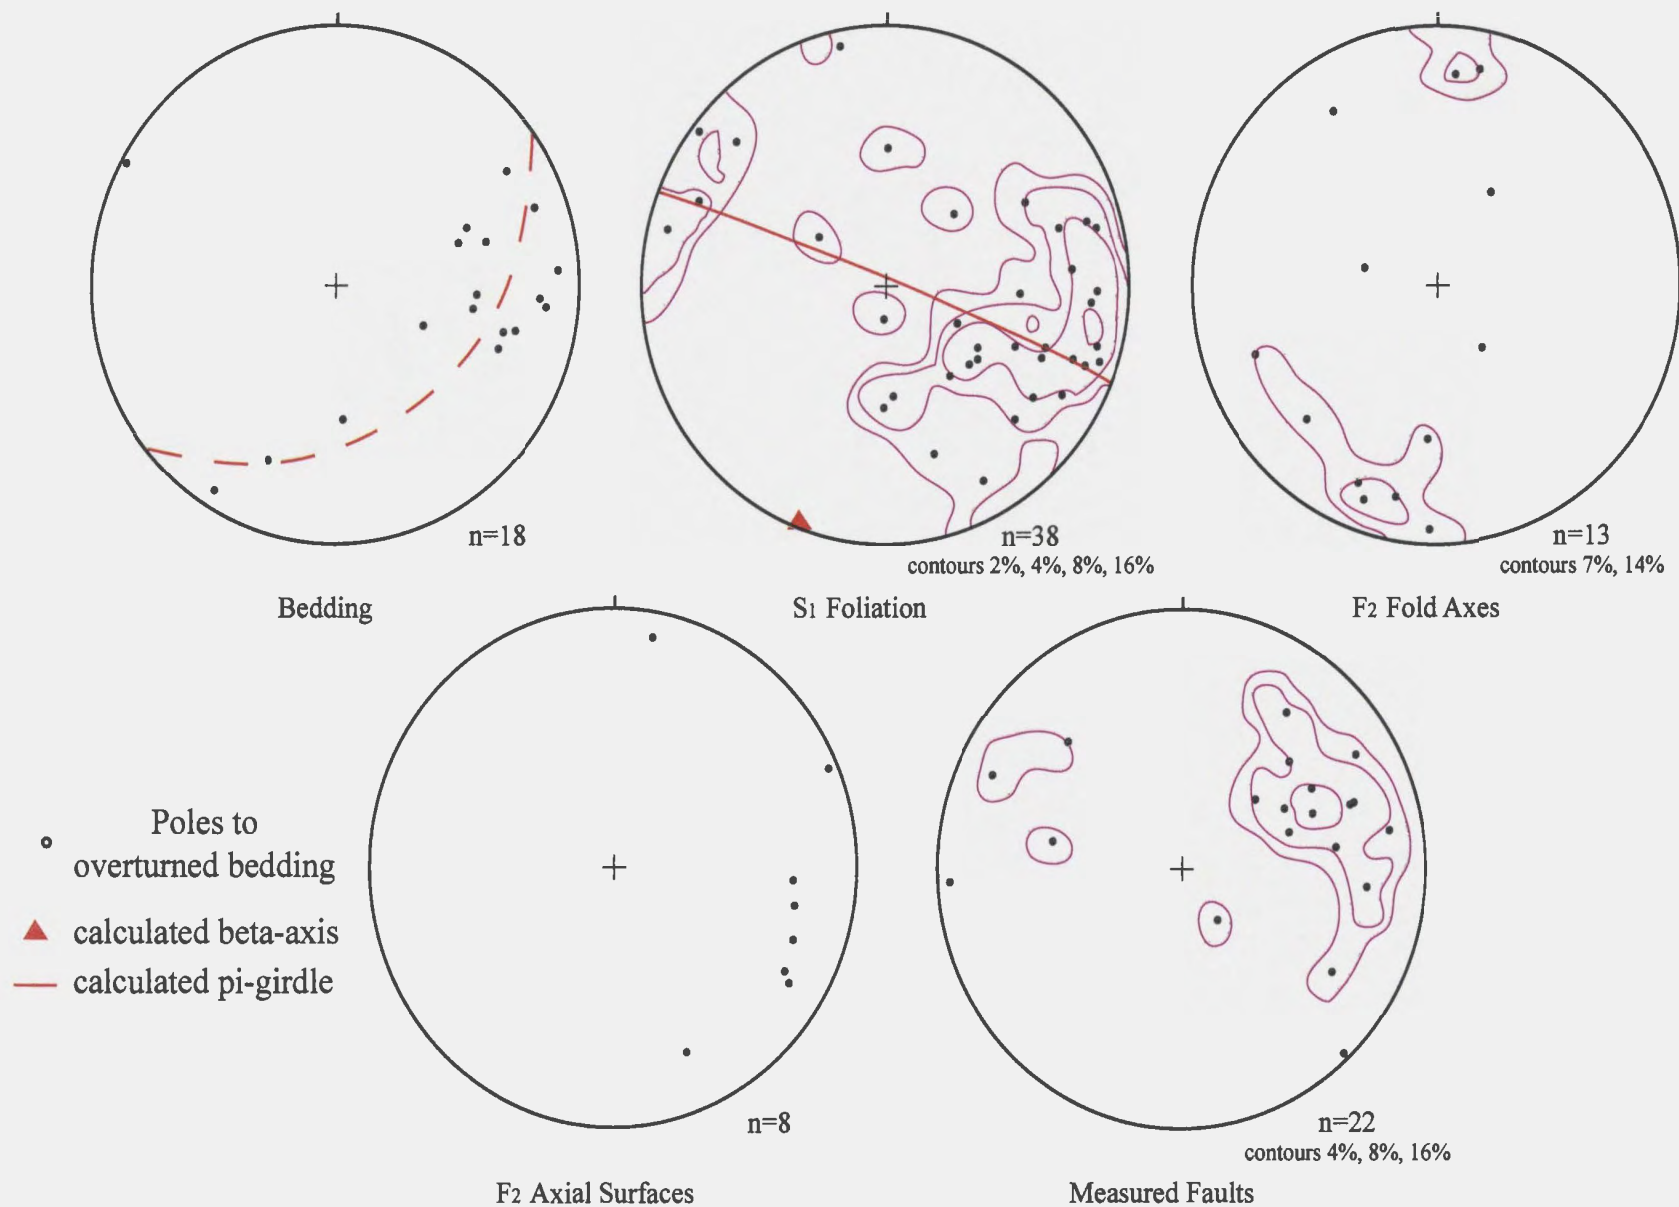 n=18
Bedding
n=38
contours 2%, 4%, 8%, 16%
S1 Foliation
n=13
contours 7%, 14%
F2 Fold Axes
Poles to
overturned bedding
calculated beta-axis
calculated pi-girdle
n=8
F2 Axial Surfaces
n=22
contours 4%, 8%, 16%
Measured Faults